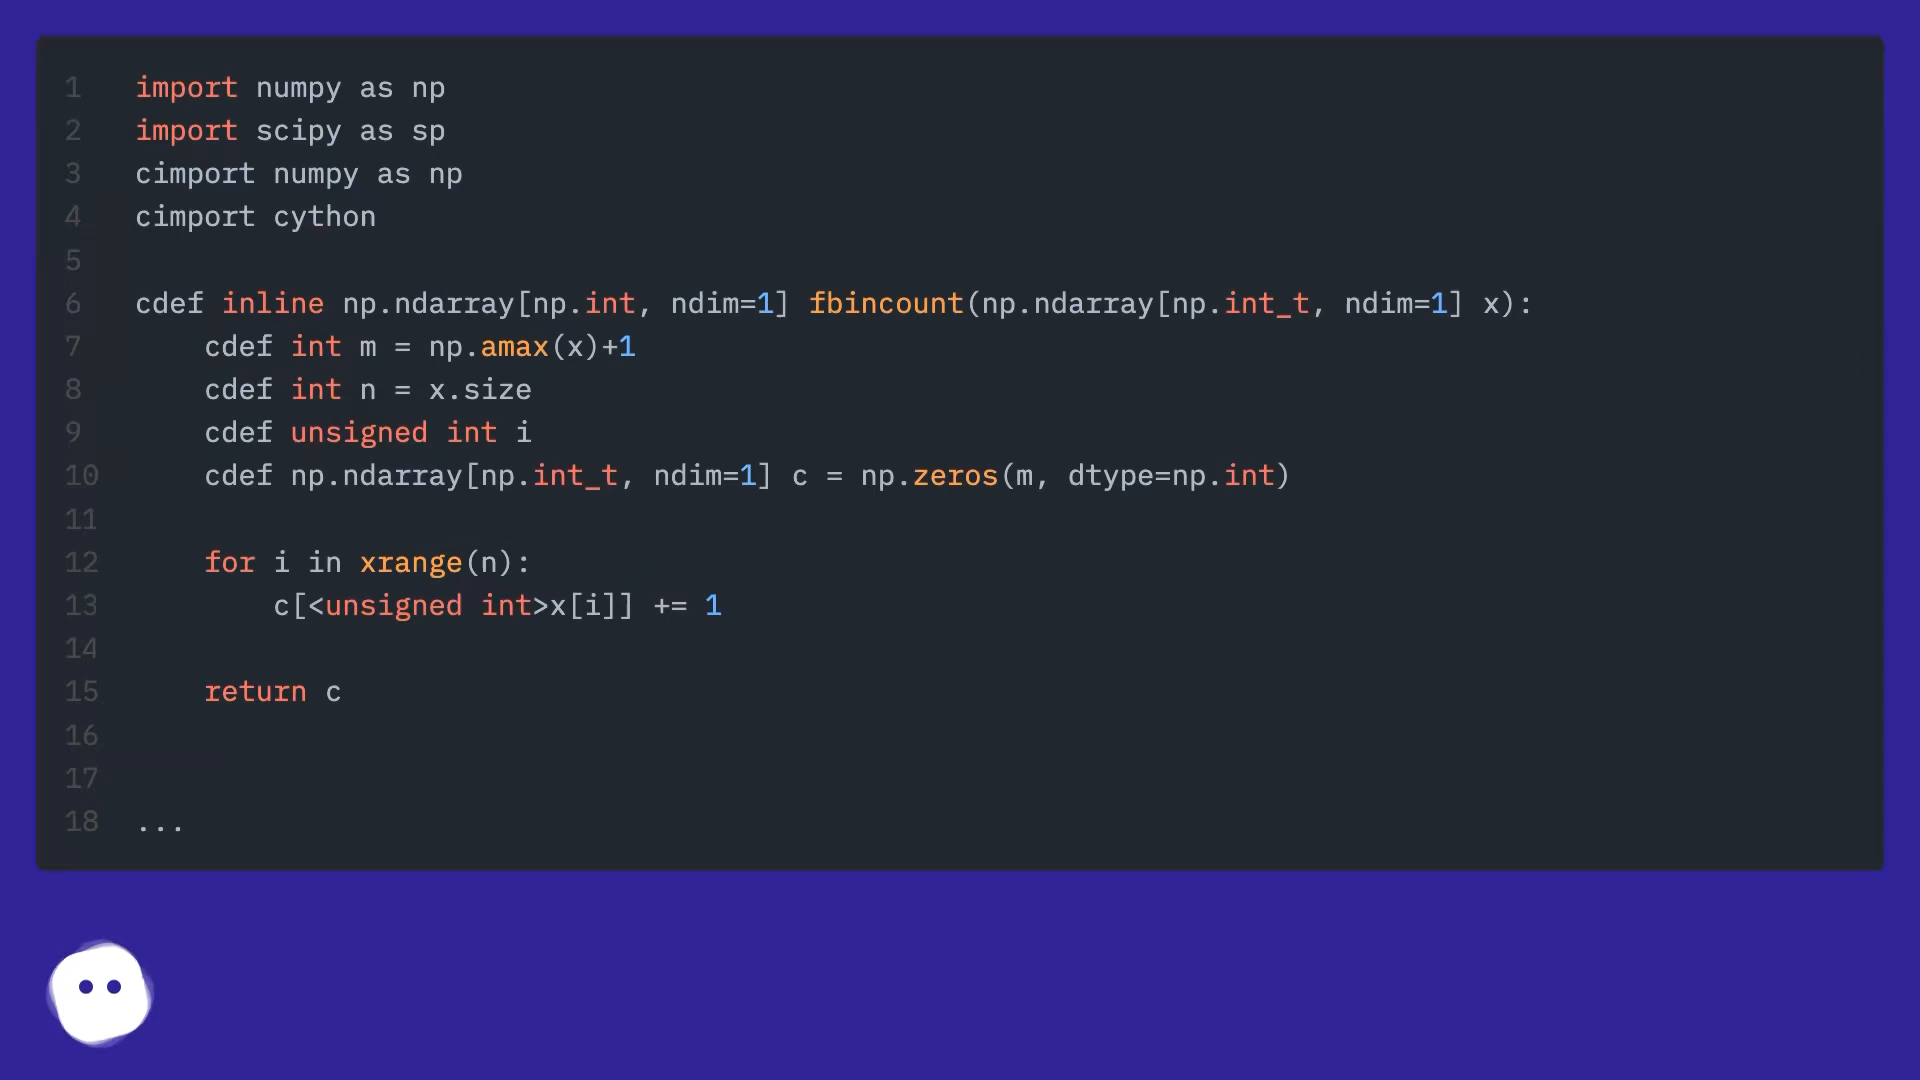 1 import numpy as np
2 import scipy as sp
3 cimport numpy as np
4 cimport cython
5
6 cdef inline np.ndarray[np.int, ndim=1] fbincount(np.ndarray[np.int_t, ndim=1] x):
7     cdef int m = np.amax(x)+1
8     cdef int n = x.size
9     cdef unsigned int i
10     cdef np.ndarray[np.int_t, ndim=1] c = np.zeros(m, dtype=np.int)
11
12     for i in xrange(n):
13         c[<unsigned int>x[i]] += 1
14
15     return c
16
17
18 ...